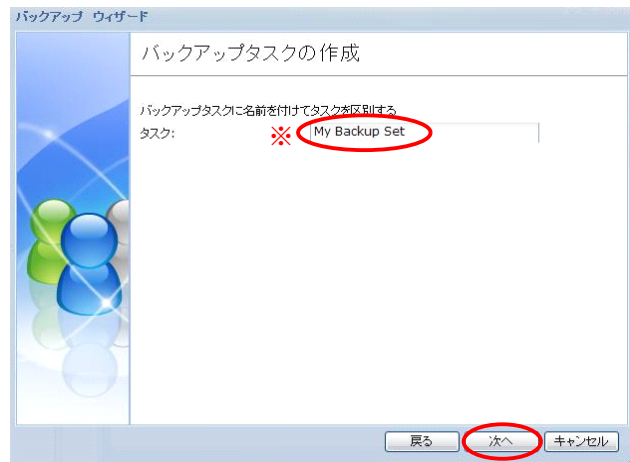 バックアップ ウィザード
バックアップタスクの作成
バックアップタスクに名前を付けてタスクを区別する
タスク: ※ My Backup Set
戻る 次へ キャンセル